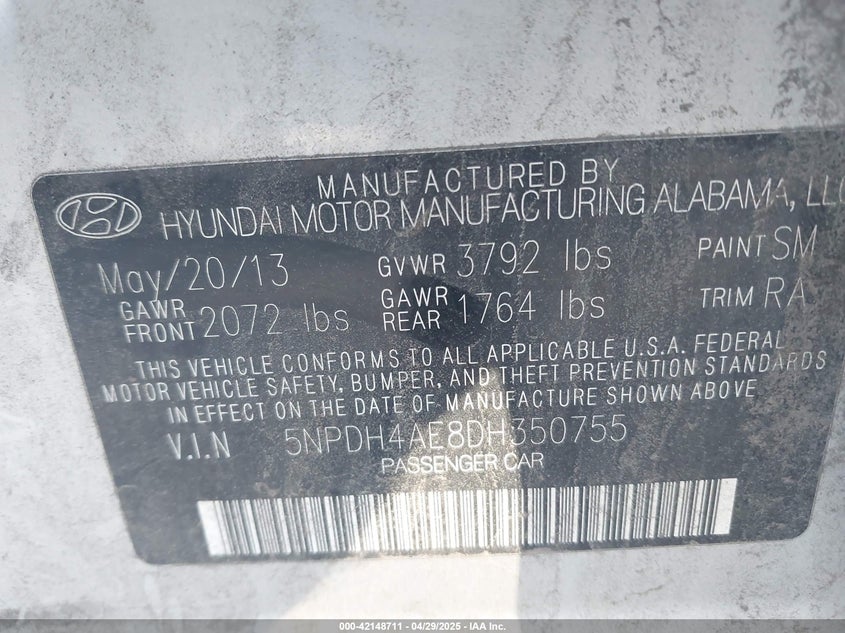 MANUFACTURED BY
HYUNDAI MOTOR MANUFACTURING ALABAMA, LLC
May/20/13 GVWR 3792 lbs PAINT SM
GAWR FRONT 2072 lbs GAWR REAR 1764 lbs TRIM RA
THIS VEHICLE CONFORMS TO ALL APPLICABLE U.S.A. FEDERAL
MOTOR VEHICLE SAFETY, BUMPER, AND THEFT PREVENTION STANDARDS
IN EFFECT ON THE DATE OF MANUFACTURE SHOWN ABOVE
V.I.N 5NPDH4AE8DH350755
PASSENGER CAR
000-42148711 - 04/29/2025 - IAA Inc.